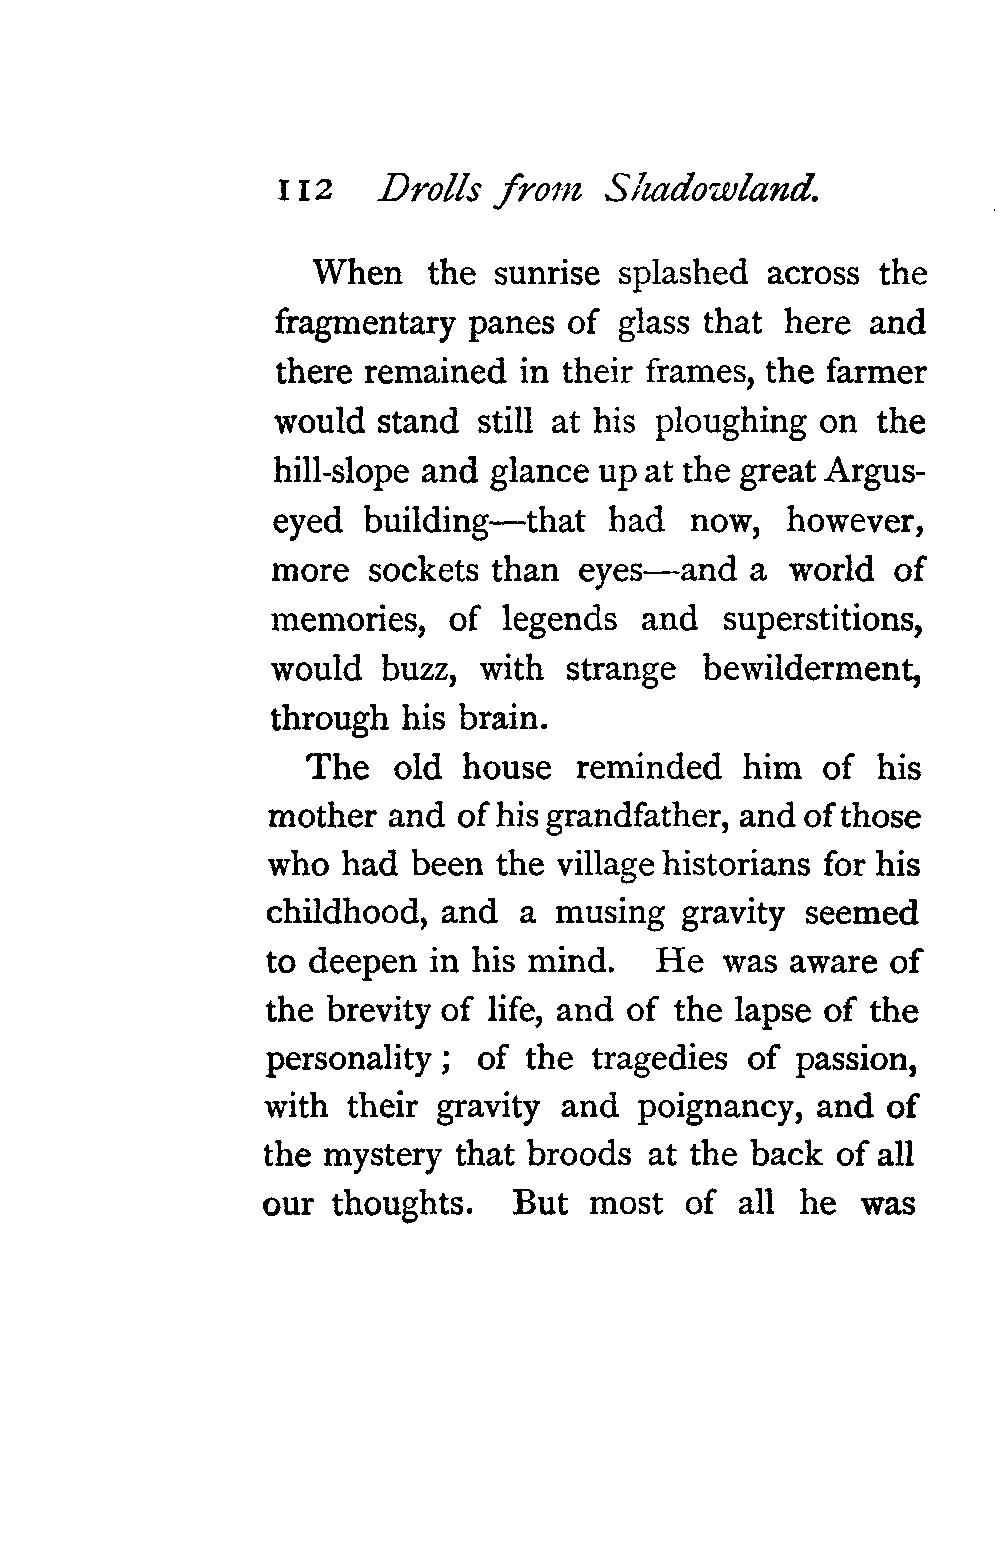 112 Drolls from Shadowland.
When the sunrise splashed across the
fragmentary panes of glass that here and
there remained in their frames, the farmer
would stand still at his ploughing on the
hill-slope and glance up at the great Argus-
eyed building—that had now, however,
more sockets than eyes—and a world of
memories, of legends and superstitions,
would buzz, with strange bewilderment,
through his brain.
The old house reminded him of his
mother and of his grandfather, and of those
who had been the village historians for his
childhood, and a musing gravity seemed
to deepen in his mind. He was aware of
the brevity of life, and of the lapse of the
personality ; of the tragedies of passion,
with their gravity and poignancy, and of
the mystery that broods at the back of all
our thoughts. But most of all he was